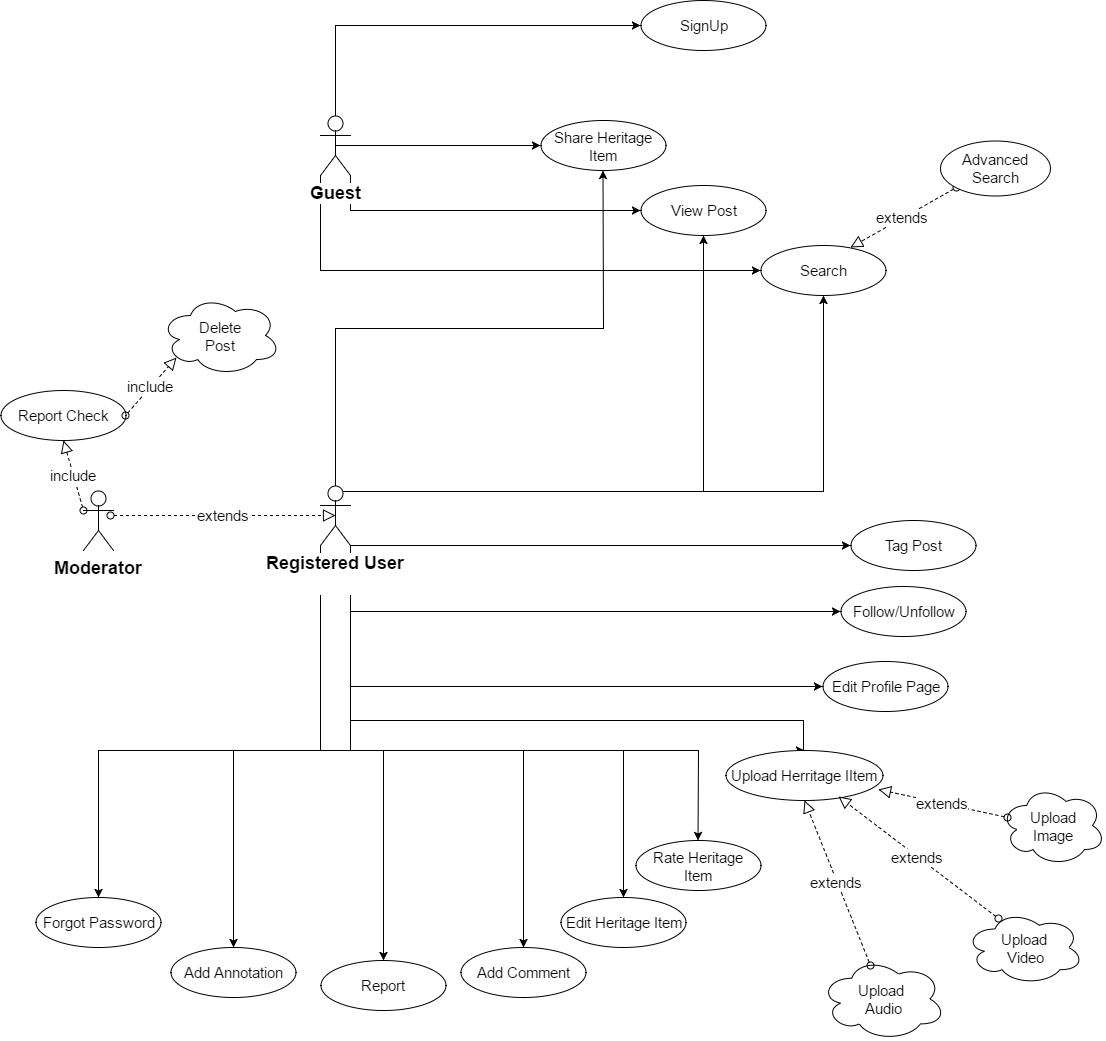 SignUp
Share Heritage
Item
Advanced
Search
Guest
View Post
extends
Search
Delete
Post
include
Report Check
include
extends
Moderator
Registered User
Tag Post
Follow/Unfollow
Edit Profile Page
Upload Herritage IItem
extends
Upload
Image
Rate Heritage
Item
extends
extends
Forgot Password
Edit Heritage Item
Upload
Video
Add Annotation
Add Comment
Report
Upload
Audio